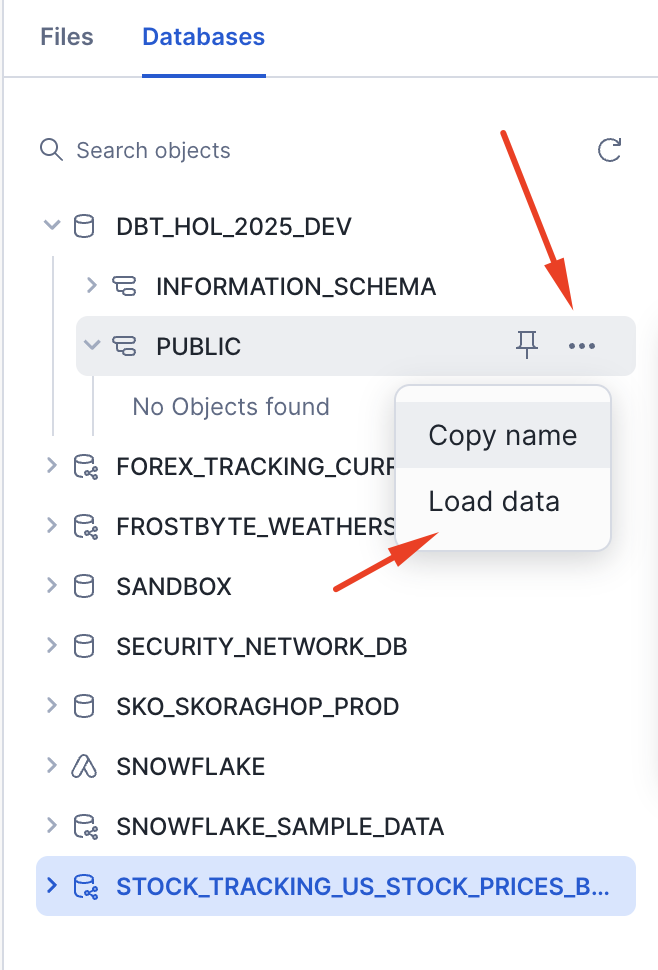 Files
Databases
Search objects
DBT_HOL_2025_DEV
INFORMATION_SCHEMA
PUBLIC
No Objects found
Copy name
Load data
FOREX_TRACKING_CURR
FROSTBYTE_WEATHERS
SANDBOX
SECURITY_NETWORK_DB
SKO_SKORAGHOP_PROD
SNOWFLAKE
SNOWFLAKE_SAMPLE_DATA
STOCK_TRACKING_US_STOCK_PRICES_B...